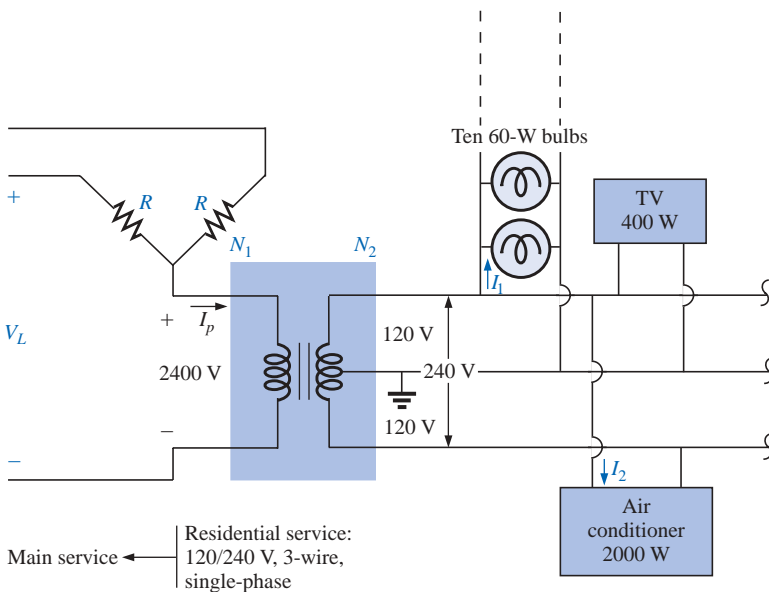 Ten 60-W bulbs
TV
400 W
+
R
R
N1
N2
I1
+
Ip
VL
2400 V
120 V
240 V
120 V
−
−
I2
Air
conditioner
2000 W
Main service
Residential service:
120/240 V, 3-wire,
single-phase